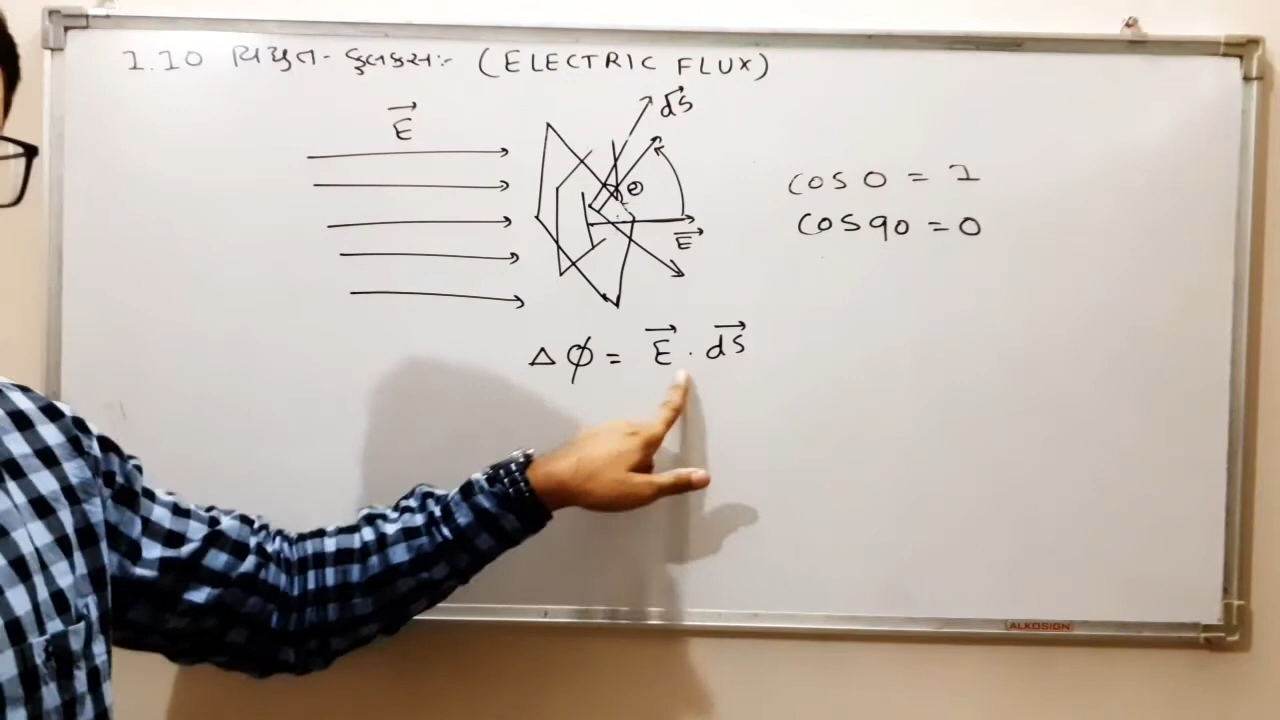 1.10 વિદ્યુત-ફ્લક્સ:- (ELECTRIC FLUX)
E
dS
θ
E
cos 0 = 1
cos 90 = 0
Δϕ = E · dS
ALKOSIGN